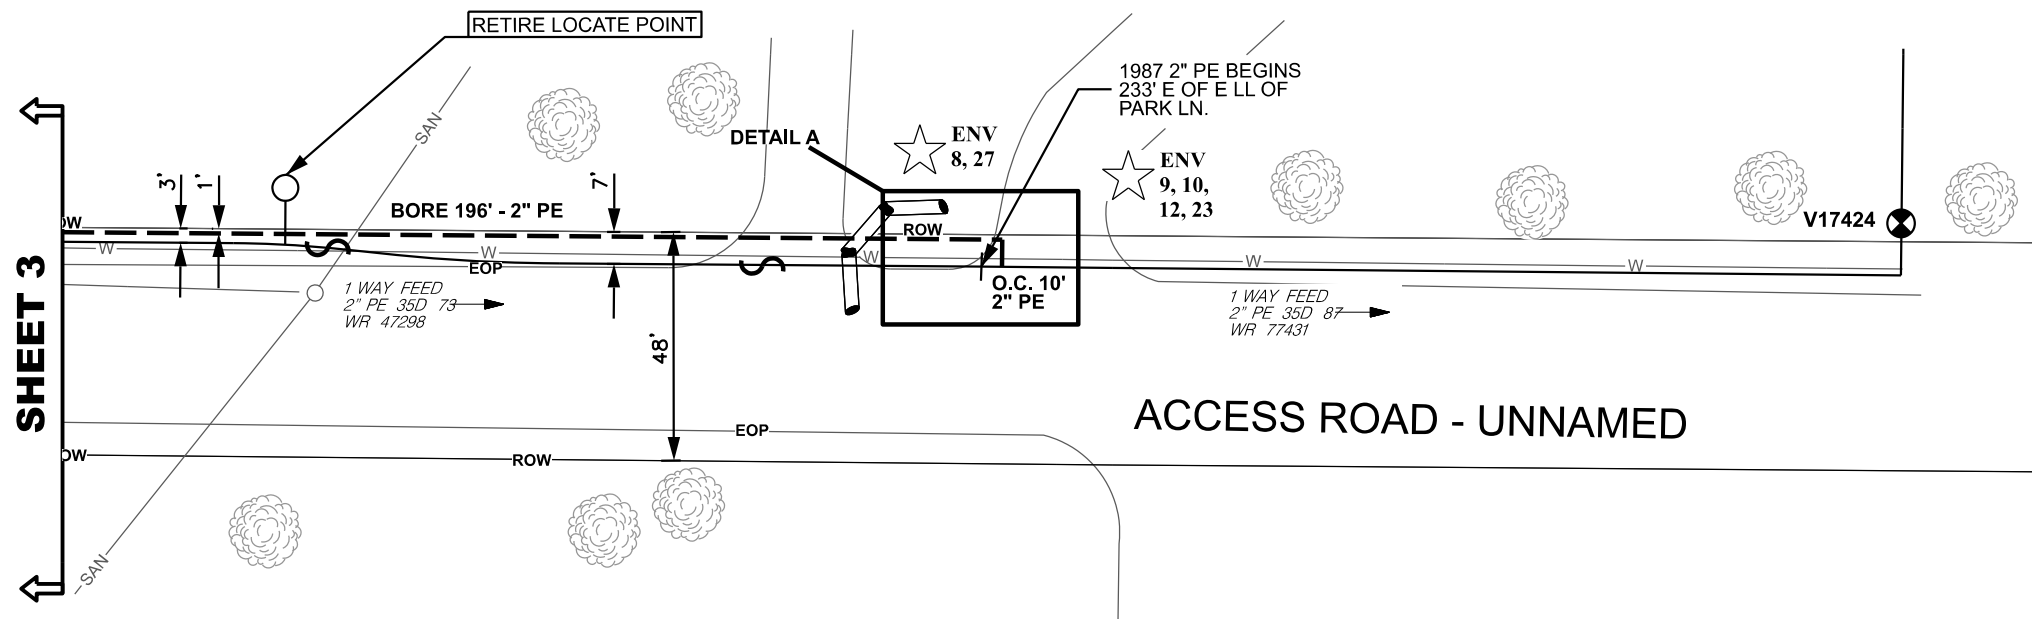 RETIRE LOCATE POINT
1987 2" PE BEGINS
233' E OF E LL OF
PARK LN.
SAN
DETAIL A
ENV
8, 27
ENV
9, 10,
12, 23
3'
1'
7'
BORE 196' - 2" PE
V17424
OW
ROW
W
W
W
W
W
EOP
SHEET 3
1 WAY FEED
2" PE 35D 73
WR 47298
O.C. 10'
2" PE
1 WAY FEED
2" PE 35D 87
WR 77431
48'
ACCESS ROAD - UNNAMED
EOP
OW
ROW
SAN